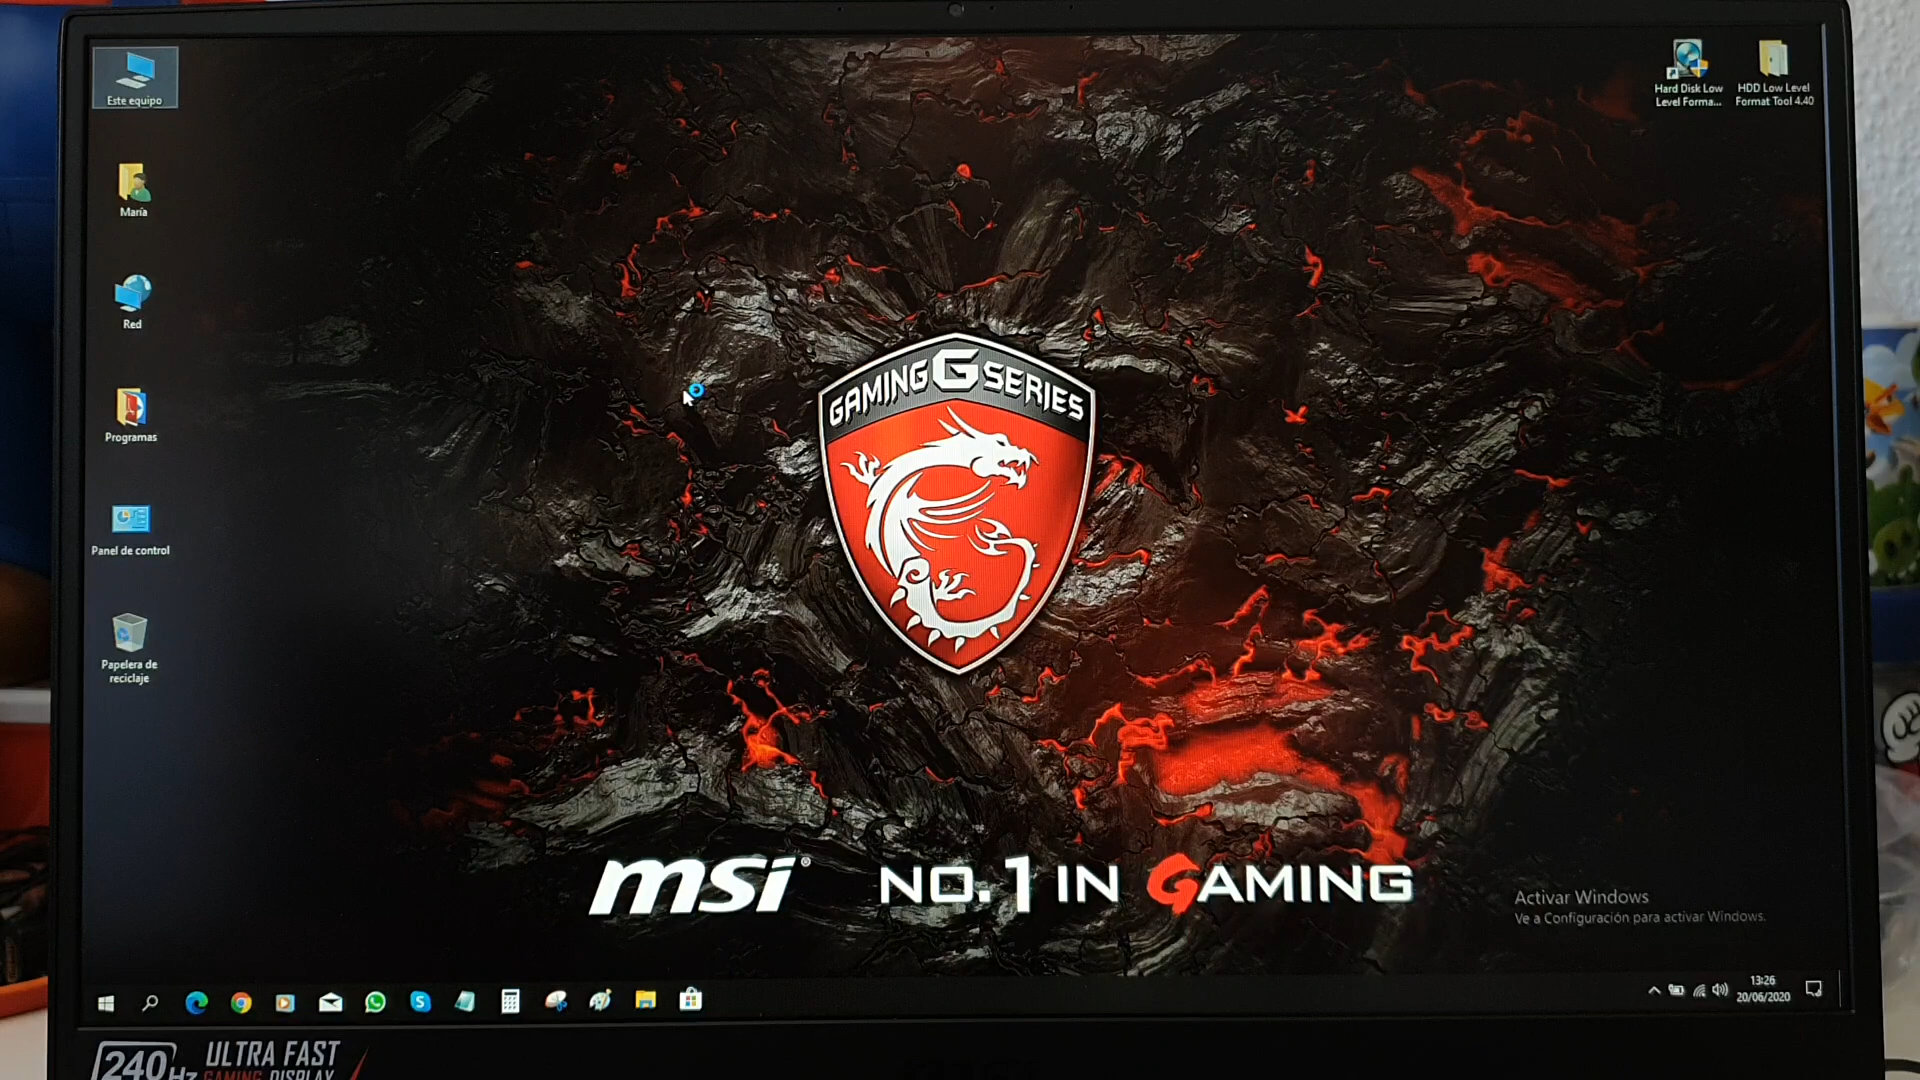 Este equipo
María
Red
Programas
Panel de control
Papelera de
reciclaje
Hard Disk Low
Level Forma...
HDD Low Level
Format Tool 4.40
GAMING G SERIES
msi®
NO.1 IN GAMING
Activar Windows
Ve a Configuración para activar Windows.
13:26
20/06/2020
240Hz
ULTRA FAST
GAMING DISPLAY